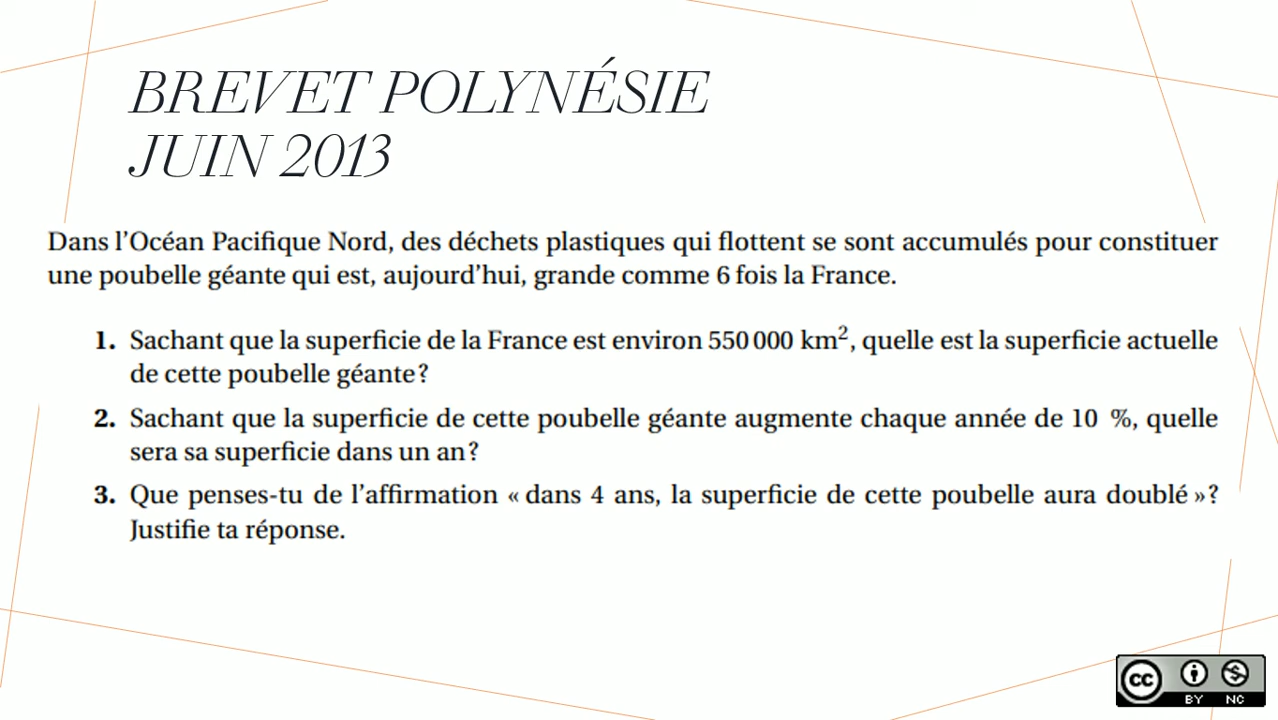 BREVET POLYNÉSIE
JUIN 2013
Dans l’Océan Pacifique Nord, des déchets plastiques qui flottent se sont accumulés pour constituer
une poubelle géante qui est, aujourd’hui, grande comme 6 fois la France.
1. Sachant que la superficie de la France est environ 550 000 km², quelle est la superficie actuelle
de cette poubelle géante ?
2. Sachant que la superficie de cette poubelle géante augmente chaque année de 10 %, quelle
sera sa superficie dans un an ?
3. Que penses-tu de l’affirmation « dans 4 ans, la superficie de cette poubelle aura doublé » ?
Justifie ta réponse.
cc
BY NC